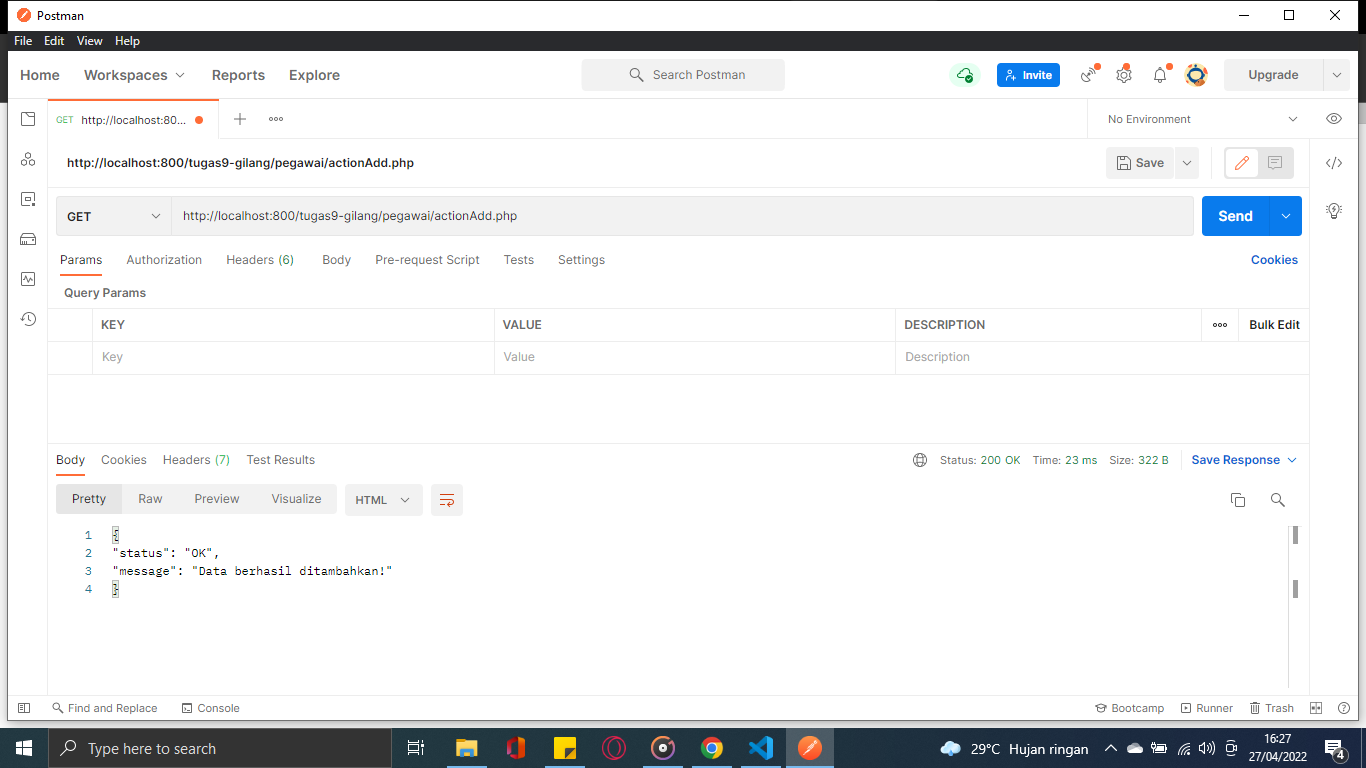 Postman
File Edit View Help
Home Workspaces Reports Explore Search Postman Invite Upgrade
GET http://localhost:80... No Environment
http://localhost:800/tugas9-gilang/pegawai/actionAdd.php Save
GET http://localhost:800/tugas9-gilang/pegawai/actionAdd.php Send
Params Authorization Headers (6) Body Pre-request Script Tests Settings Cookies
Query Params
KEY VALUE DESCRIPTION Bulk Edit
Key Value Description
Body Cookies Headers (7) Test Results Status: 200 OK Time: 23 ms Size: 322 B Save Response
Pretty Raw Preview Visualize HTML
1 {
2 "status": "OK",
3 "message": "Data berhasil ditambahkan!"
4 }
Find and Replace Console Bootcamp Runner Trash
Type here to search 29°C Hujan ringan 16:27
27/04/2022 4